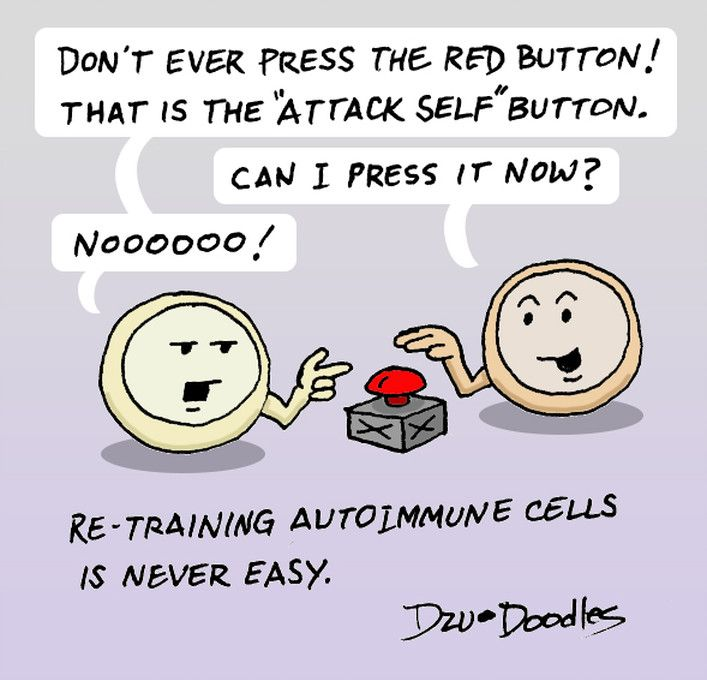 DON'T EVER PRESS THE RED BUTTON!
THAT IS THE "ATTACK SELF" BUTTON.
CAN I PRESS IT NOW?
NOOOOOO!
RE-TRAINING AUTOIMMUNE CELLS
IS NEVER EASY.
Dzu•Doodles